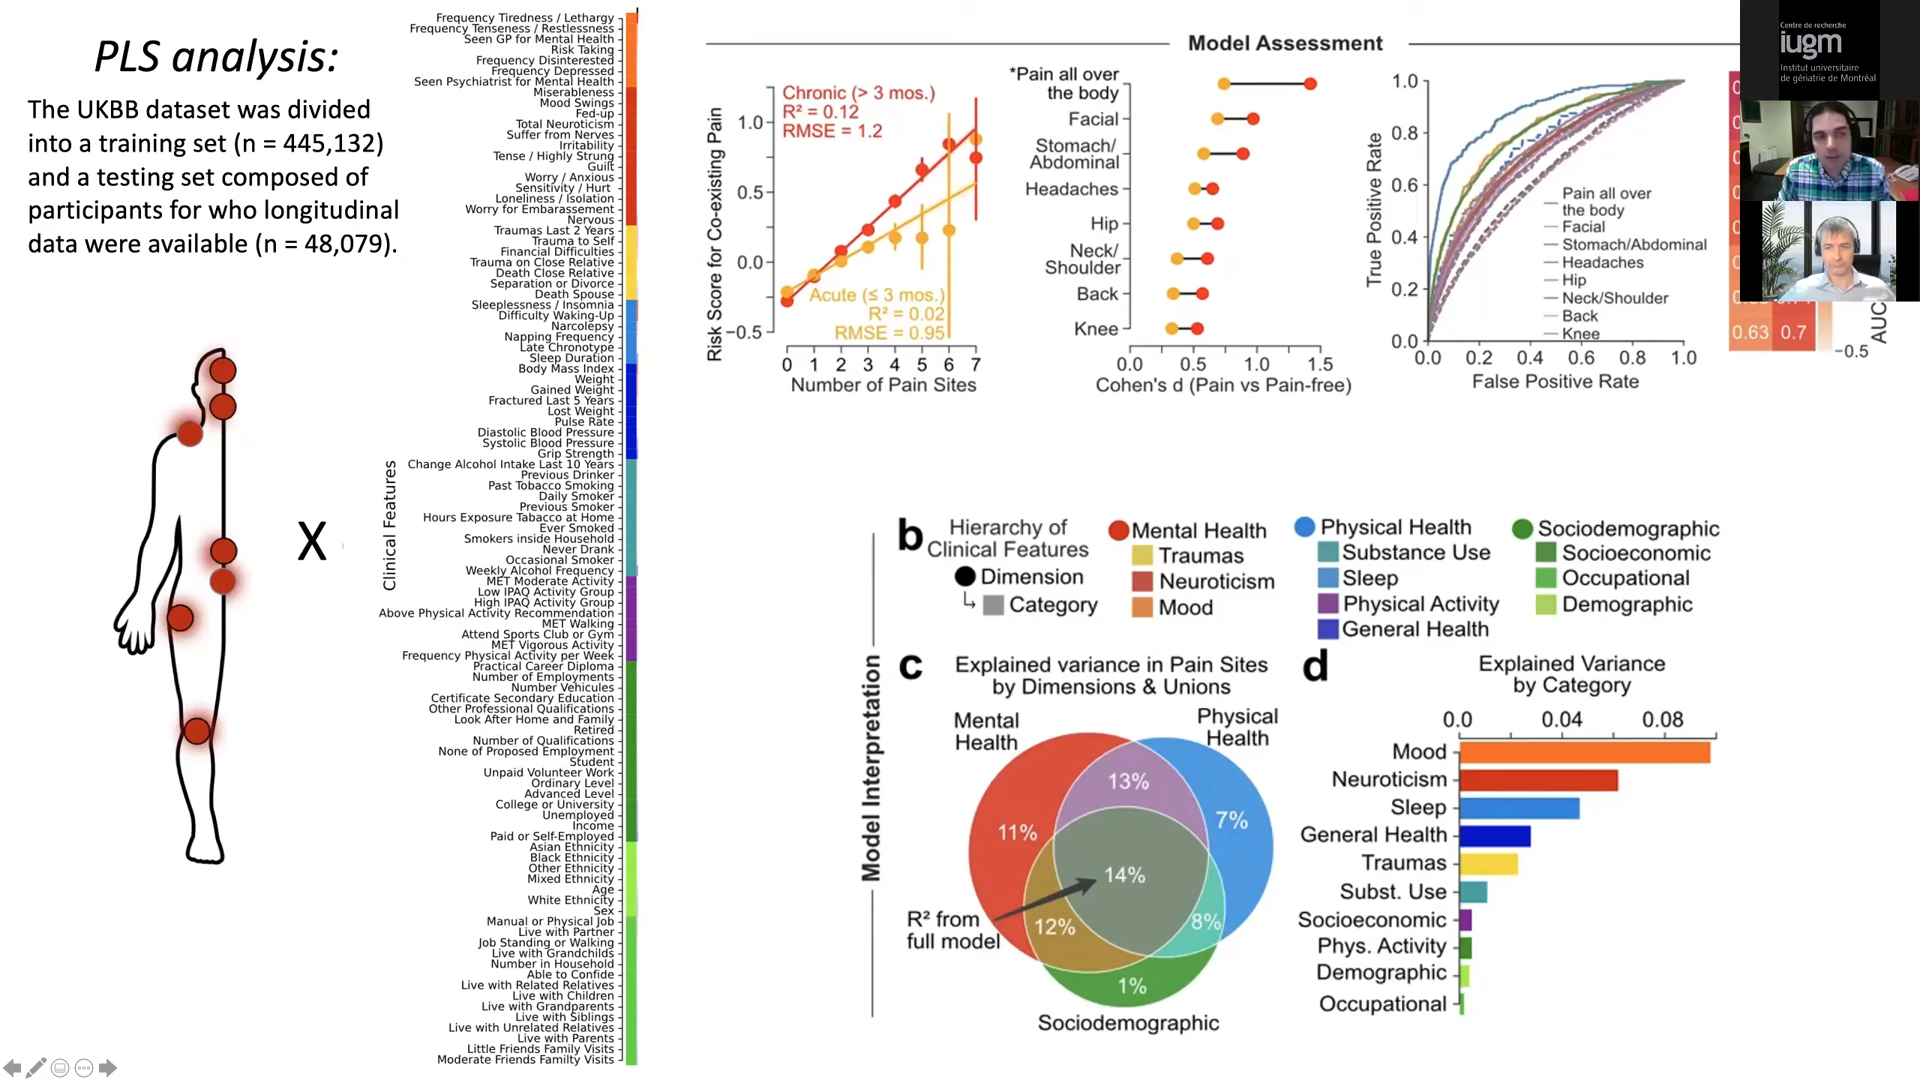 PLS analysis:
The UKBB dataset was divided
into a training set (n = 445,132)
and a testing set composed of
participants for who longitudinal
data were available (n = 48,079).
X
Clinical Features
Frequency Tiredness / Lethargy
Frequency Tenseness / Restlessness
Seen GP for Mental Health
Risk Taking
Frequency Disinterested
Frequency Depressed
Seen Psychiatrist for Mental Health
Miserableness
Mood Swings
Fed-up
Total Neuroticism
Suffer from Nerves
Irritability
Tense / Highly Strung
Guilt
Worry / Anxious
Sensitivity / Hurt
Loneliness / Isolation
Worry for Embarassement
Nervous
Traumas Last 2 Years
Trauma to Self
Financial Difficulties
Trauma on Close Relative
Death Close Relative
Separation or Divorce
Death Spouse
Sleeplessness / Insomnia
Difficulty Waking-Up
Narcolepsy
Napping Frequency
Late Chronotype
Sleep Duration
Body Mass Index
Weight
Gained Weight
Fractured Last 5 Years
Lost Weight
Pulse Rate
Diastolic Blood Pressure
Systolic Blood Pressure
Grip Strength
Change Alcohol Intake Last 10 Years
Previous Drinker
Past Tobacco Smoking
Daily Smoker
Previous Smoker
Hours Exposure Tabacco at Home
Ever Smoked
Smokers inside Household
Never Drank
Occasional Smoker
Weekly Alcohol Frequency
MET Moderate Activity
Low IPAQ Activity Group
High IPAQ Activity Group
Above Physical Activity Recommendation
MET Walking
Attend Sports Club or Gym
MET Vigorous Activity
Frequency Physical Activity per Week
Practical Career Diploma
Number of Employments
Number Vehicules
Certificate Secondary Education
Other Professional Qualifications
Look After Home and Family
Retired
Number of Qualifications
None of Proposed Employment
Student
Unpaid Volunteer Work
Ordinary Level
Advanced Level
College or University
Unemployed
Income
Paid or Self-Employed
Asian Ethnicity
Black Ethnicity
Other Ethnicity
Mixed Ethnicity
Age
White Ethnicity
Sex
Manual or Physical Job
Live with Partner
Job Standing or Walking
Live with Grandchilds
Number in Household
Able to Confide
Live with Related Relatives
Live with Children
Live with Grandparents
Live with Siblings
Live with Unrelated Relatives
Live with Parents
Little Friends Family Visits
Moderate Friends Familty Visits
Model Assessment
Risk Score for Co-existing Pain
1.0
0.5
0.0
−0.5
Chronic (> 3 mos.)
R² = 0.12
RMSE = 1.2
Acute (≤ 3 mos.)
R² = 0.02
RMSE = 0.95
0 1 2 3 4 5 6 7
Number of Pain Sites
*Pain all over
the body
Facial
Stomach/
Abdominal
Headaches
Hip
Neck/
Shoulder
Back
Knee
0.0 0.5 1.0 1.5
Cohen's d (Pain vs Pain-free)
True Positive Rate
1.0
0.8
0.6
0.4
0.2
0.0
Pain all over
the body
Facial
Stomach/Abdominal
Headaches
Hip
Neck/Shoulder
Back
Knee
0.0 0.2 0.4 0.6 0.8 1.0
False Positive Rate
0.63 0.7
−0.5
AUC
Centre de recherche
iugm
Institut universitaire
de gériatrie de Montréal
Model Interpretation
b
Hierarchy of
Clinical Features
Dimension
Category
Mental Health
Traumas
Neuroticism
Mood
Physical Health
Substance Use
Sleep
Physical Activity
General Health
Sociodemographic
Socioeconomic
Occupational
Demographic
c
Explained variance in Pain Sites
by Dimensions & Unions
Mental
Health
Physical
Health
13%
11%
7%
14%
12%
8%
1%
R² from
full model
Sociodemographic
d
Explained Variance
by Category
0.0 0.04 0.08
Mood
Neuroticism
Sleep
General Health
Traumas
Subst. Use
Socioeconomic
Phys. Activity
Demographic
Occupational